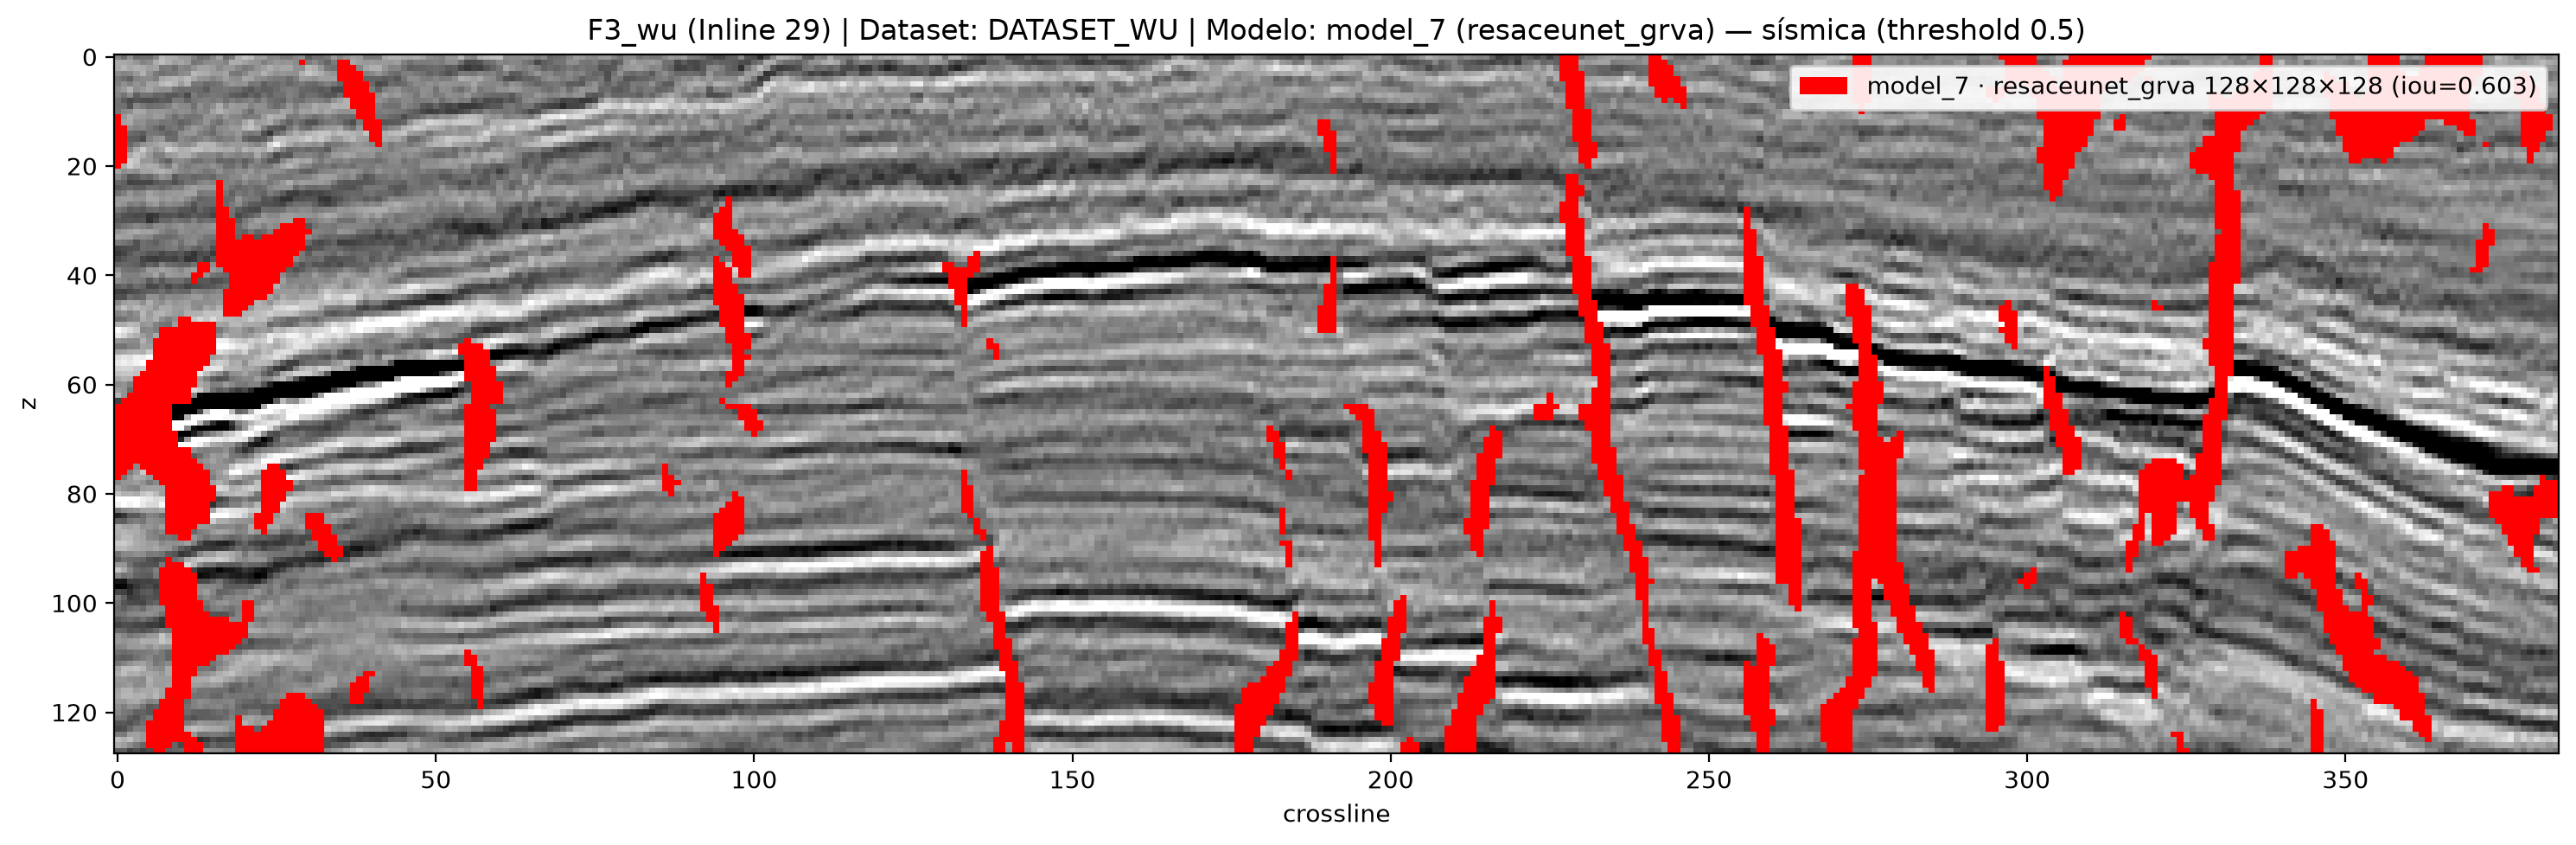 F3_wu (Inline 29) | Dataset: DATASET_WU | Modelo: model_7 (resaceunet_grva) — sísmica (threshold 0.5)
model_7 · resaceunet_grva 128×128×128 (iou=0.603)
0
20
40
60
80
100
120
z
0 50 100 150 200 250 300 350
crossline